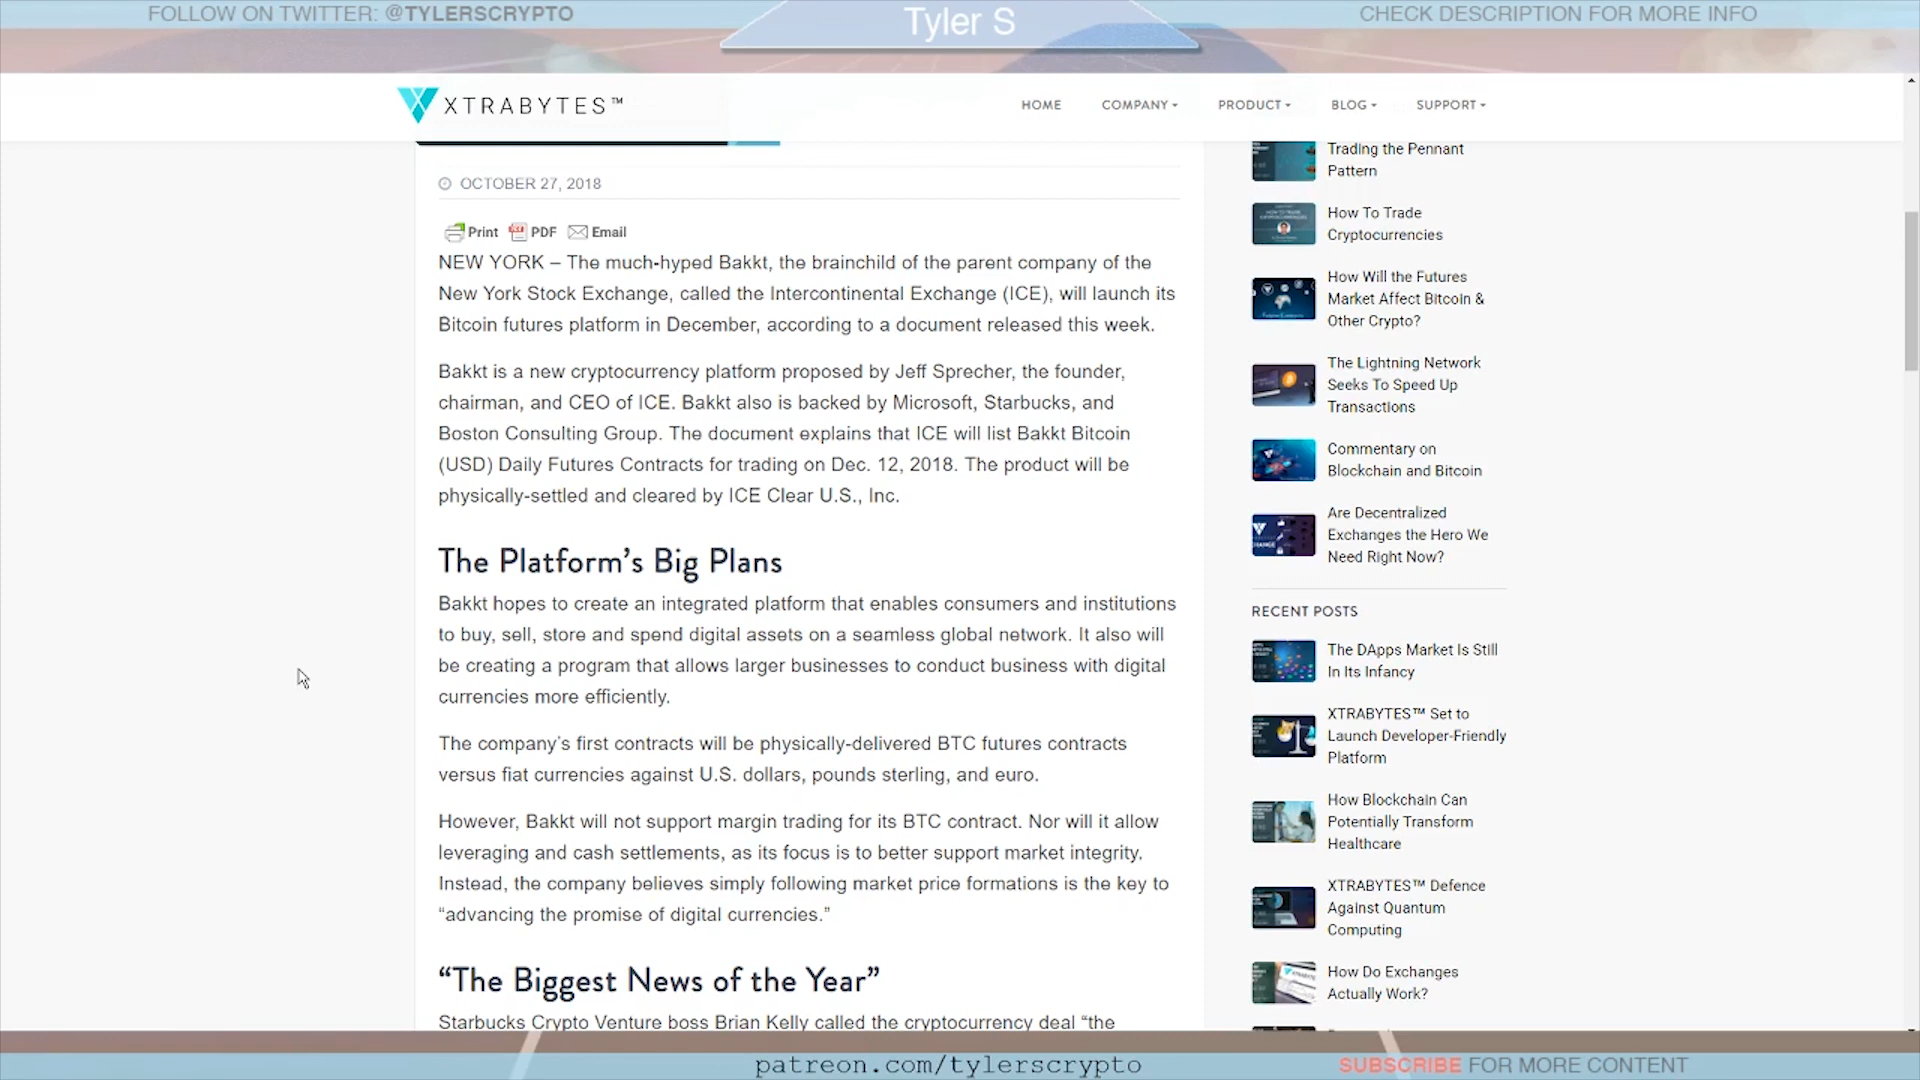 FOLLOW ON TWITTER: @TYLERSCRYPTO
Tyler S
CHECK DESCRIPTION FOR MORE INFO
XTRABYTES™
HOME
COMPANY
PRODUCT
BLOG
SUPPORT
OCTOBER 27, 2018
Print PDF Email
NEW YORK – The much-hyped Bakkt, the brainchild of the parent company of the
New York Stock Exchange, called the Intercontinental Exchange (ICE), will launch its
Bitcoin futures platform in December, according to a document released this week.
Bakkt is a new cryptocurrency platform proposed by Jeff Sprecher, the founder,
chairman, and CEO of ICE. Bakkt also is backed by Microsoft, Starbucks, and
Boston Consulting Group. The document explains that ICE will list Bakkt Bitcoin
(USD) Daily Futures Contracts for trading on Dec. 12, 2018. The product will be
physically-settled and cleared by ICE Clear U.S., Inc.
The Platform’s Big Plans
Bakkt hopes to create an integrated platform that enables consumers and institutions
to buy, sell, store and spend digital assets on a seamless global network. It also will
be creating a program that allows larger businesses to conduct business with digital
currencies more efficiently.
The company’s first contracts will be physically-delivered BTC futures contracts
versus fiat currencies against U.S. dollars, pounds sterling, and euro.
However, Bakkt will not support margin trading for its BTC contract. Nor will it allow
leveraging and cash settlements, as its focus is to better support market integrity.
Instead, the company believes simply following market price formations is the key to
“advancing the promise of digital currencies.”
“The Biggest News of the Year”
Starbucks Crypto Venture boss Brian Kelly called the cryptocurrency deal “the
Trading the Pennant
Pattern
How To Trade
Cryptocurrencies
How Will the Futures
Market Affect Bitcoin &
Other Crypto?
The Lightning Network
Seeks To Speed Up
Transactions
Commentary on
Blockchain and Bitcoin
Are Decentralized
Exchanges the Hero We
Need Right Now?
RECENT POSTS
The DApps Market Is Still
In Its Infancy
XTRABYTES™ Set to
Launch Developer-Friendly
Platform
How Blockchain Can
Potentially Transform
Healthcare
XTRABYTES™ Defence
Against Quantum
Computing
How Do Exchanges
Actually Work?
patreon.com/tylerscrypto
SUBSCRIBE FOR MORE CONTENT